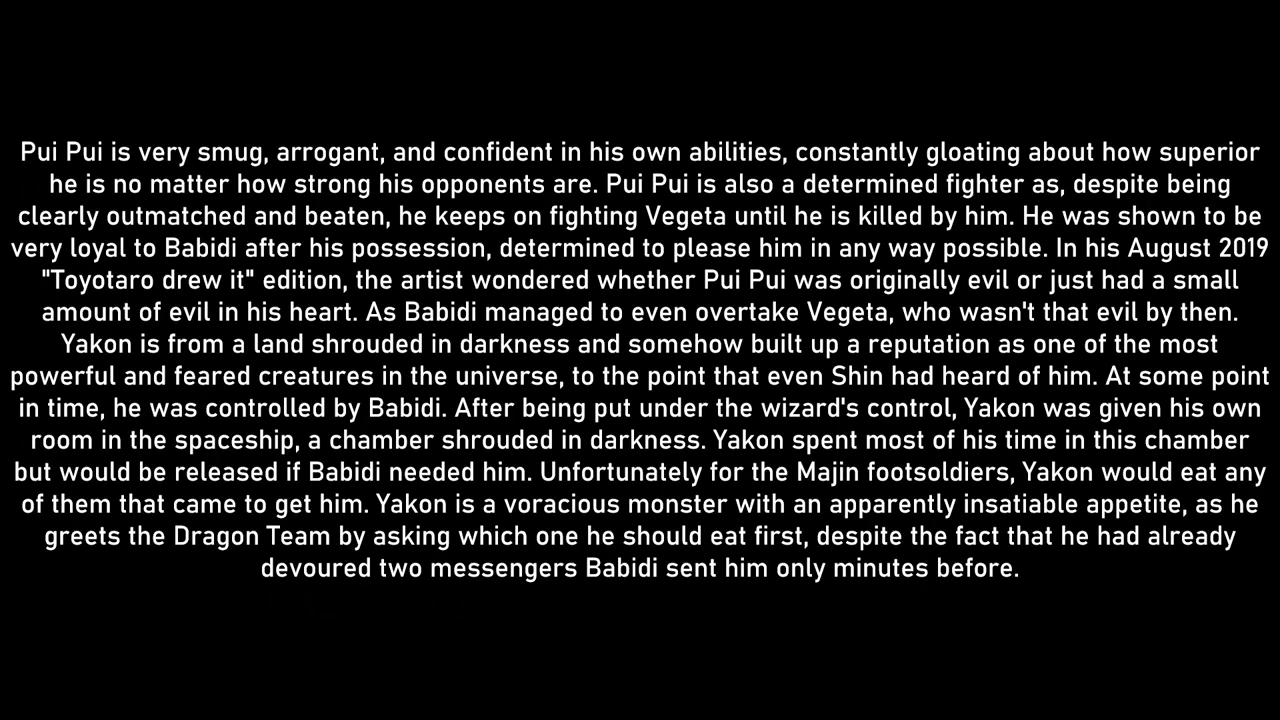 Pui Pui is very smug, arrogant, and confident in his own abilities, constantly gloating about how superior
he is no matter how strong his opponents are. Pui Pui is also a determined fighter as, despite being
clearly outmatched and beaten, he keeps on fighting Vegeta until he is killed by him. He was shown to be
very loyal to Babidi after his possession, determined to please him in any way possible. In his August 2019
"Toyotaro drew it" edition, the artist wondered whether Pui Pui was originally evil or just had a small
amount of evil in his heart. As Babidi managed to even overtake Vegeta, who wasn't that evil by then.
Yakon is from a land shrouded in darkness and somehow built up a reputation as one of the most
powerful and feared creatures in the universe, to the point that even Shin had heard of him. At some point
in time, he was controlled by Babidi. After being put under the wizard's control, Yakon was given his own
room in the spaceship, a chamber shrouded in darkness. Yakon spent most of his time in this chamber
but would be released if Babidi needed him. Unfortunately for the Majin footsoldiers, Yakon would eat any
of them that came to get him. Yakon is a voracious monster with an apparently insatiable appetite, as he
greets the Dragon Team by asking which one he should eat first, despite the fact that he had already
devoured two messengers Babidi sent him only minutes before.